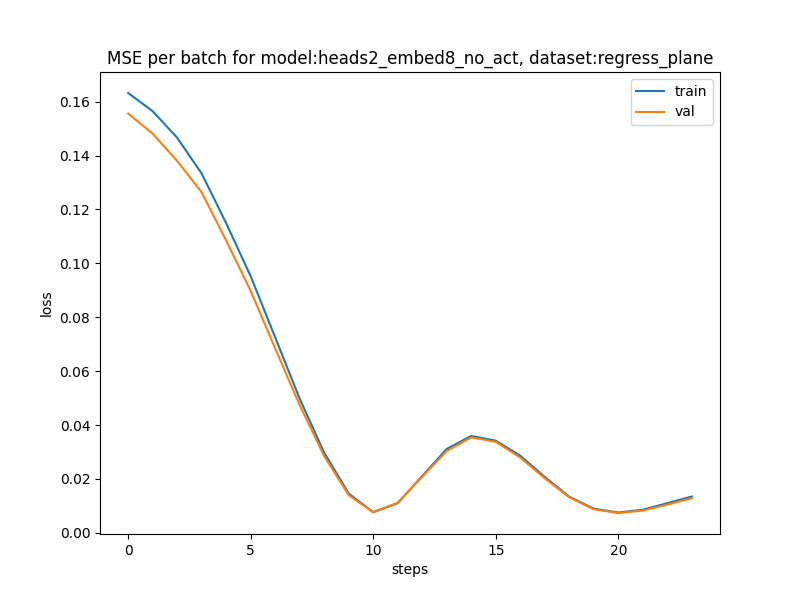 MSE per batch for model:heads2_embed8_no_act, dataset:regress_plane
train
val
0.16
0.14
0.12
0.10
0.08
0.06
0.04
0.02
0.00
loss
0 5 10 15 20
steps